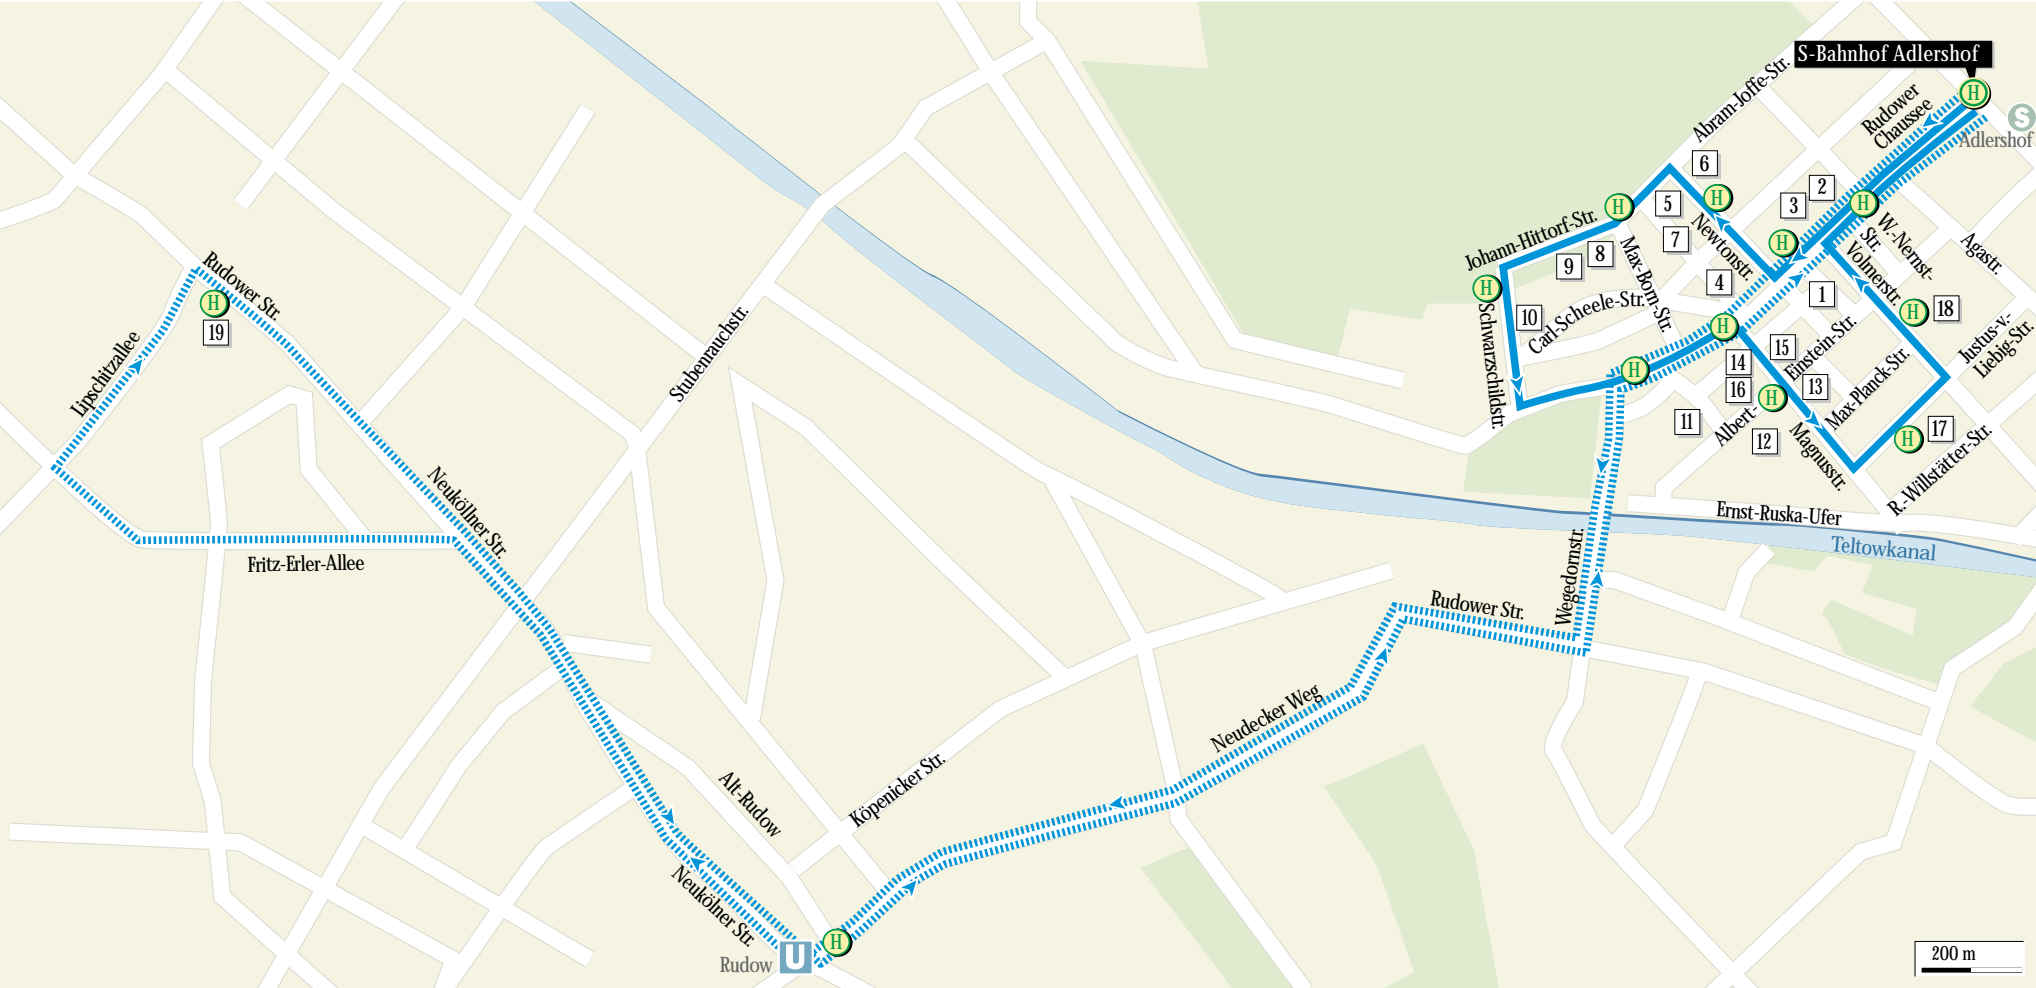 S-Bahnhof Adlershof
H
S
Adlershof
Abram-Joffe-Str.
Rudower
Chaussee
6
H
2
3
5
H
H
H
7
Newtonstr.
W.-Nernst-
Str.
Volmerstr.
Agastr.
Johann-Hittorf-Str.
8
9
Max-Born-Str.
4
1
H
18
H
Schwarzschildstr.
10
Carl-Scheele-Str.
H
15
14
16
Albert-
Einstein-Str.
13
Max-Planck-Str.
Justus-v.-
Liebig-Str.
H
H
11
12
Magnusstr.
H
17
R.-Willstätter-Str.
Ernst-Ruska-Ufer
Teltowkanal
Rudower Str.
H
19
Lipschitzallee
Stubenrauchstr.
Neuköllner Str.
Fritz-Erler-Allee
Wegedornstr.
Rudower Str.
Neudecker Weg
Köpenicker Str.
Alt-Rudow
Neukölner Str.
Rudow
U
H
200 m